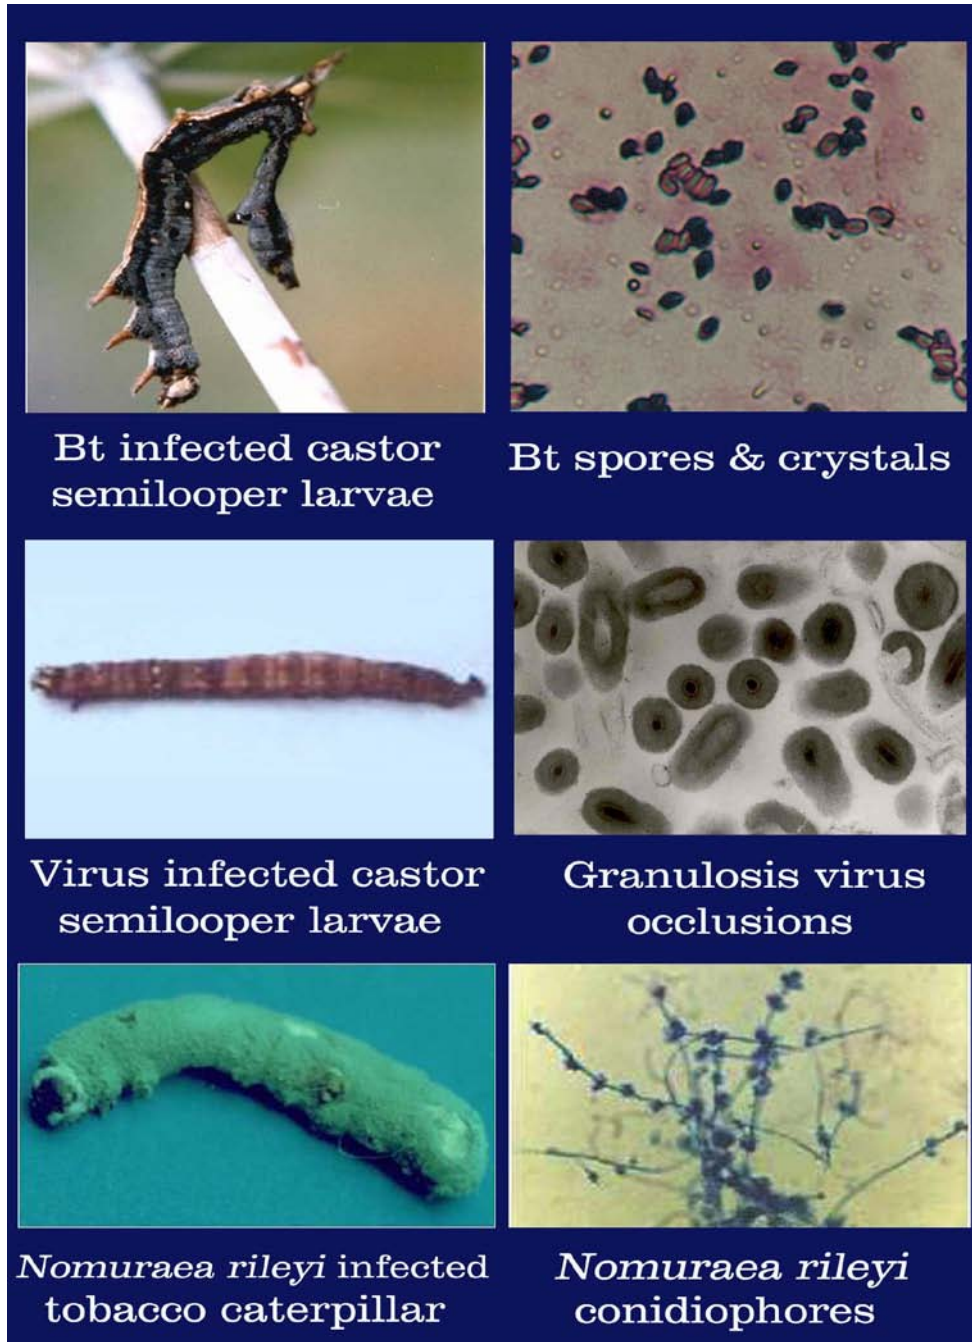 Bt infected castor
semilooper larvae
Bt spores & crystals
Virus infected castor
semilooper larvae
Granulosis virus
occlusions
Nomuraea rileyi infected
tobacco caterpillar
Nomuraea rileyi
conidiophores